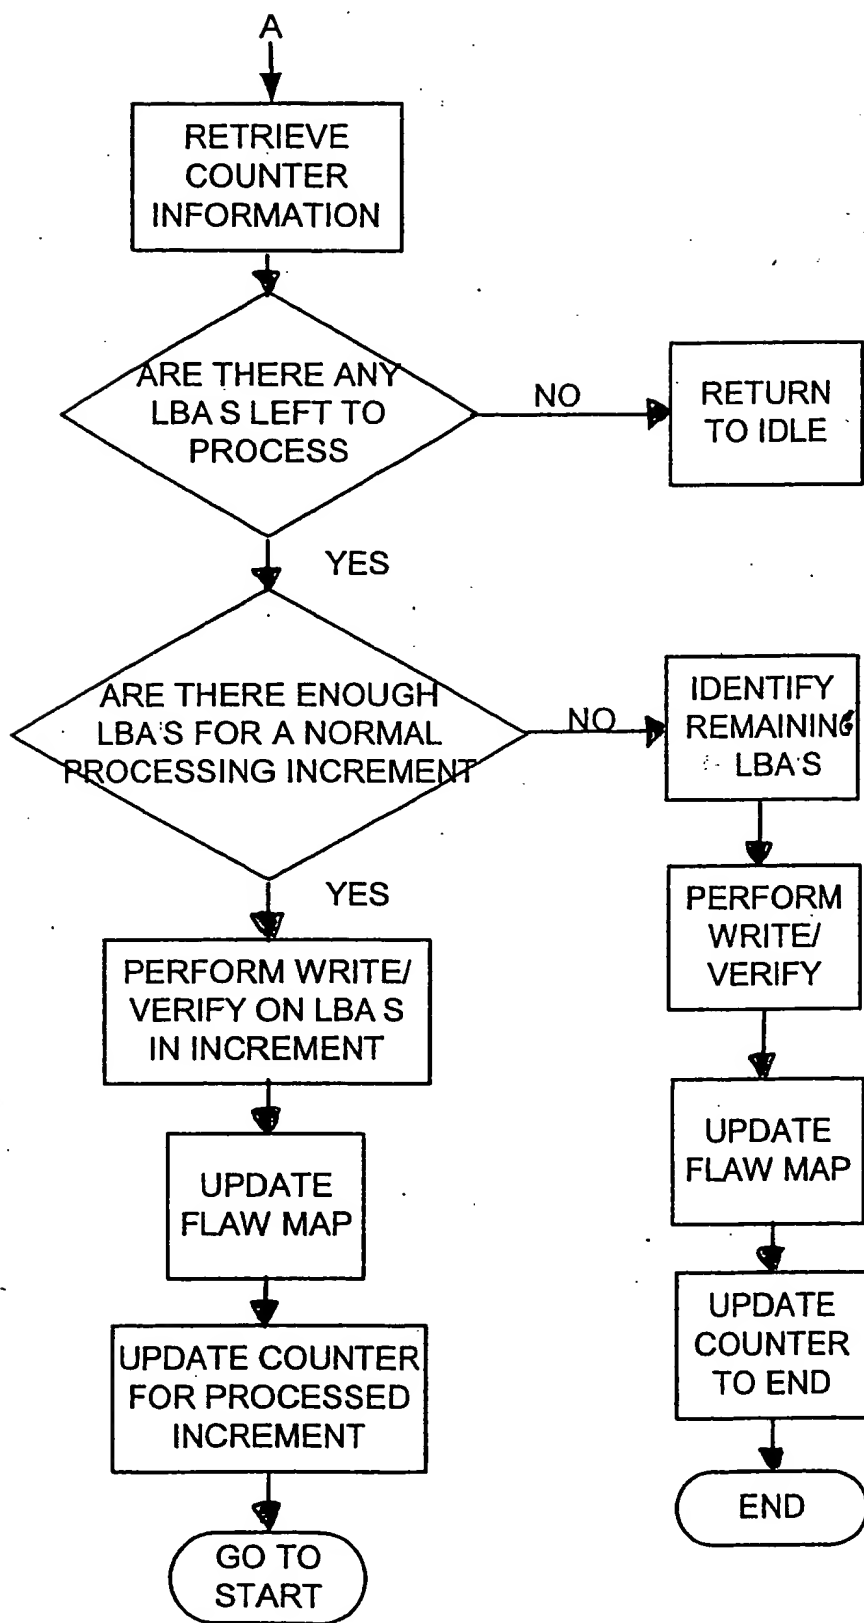 A
RETRIEVE
COUNTER
INFORMATION
ARE THERE ANY
LBA S LEFT TO
PROCESS
NO
RETURN
TO IDLE
YES
ARE THERE ENOUGH
LBA'S FOR A NORMAL
PROCESSING INCREMENT
NO
IDENTIFY
REMAINING
LBA'S
YES
PERFORM
WRITE/
VERIFY
PERFORM WRITE/
VERIFY ON LBA S
IN INCREMENT
UPDATE
FLAW MAP
UPDATE
FLAW MAP
UPDATE
COUNTER
TO END
UPDATE COUNTER
FOR PROCESSED
INCREMENT
END
GO TO
START